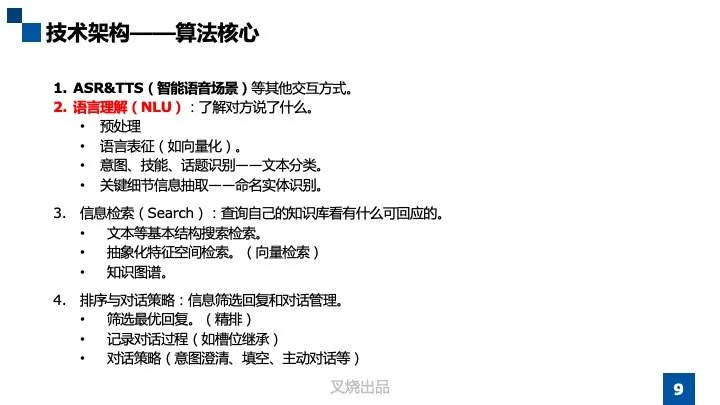 技术架构——算法核心
1. ASR&TTS（智能语音场景）等其他交互方式。
2. 语言理解（NLU）：了解对方说了什么。
• 预处理
• 语言表征（如向量化）。
• 意图、技能、话题识别——文本分类。
• 关键细节信息抽取——命名实体识别。
3. 信息检索（Search）：查询自己的知识库看有什么可回应的。
• 文本等基本结构搜索检索。
• 抽象化特征空间检索。（向量检索）
• 知识图谱。
4. 排序与对话策略：信息筛选回复和对话管理。
• 筛选最优回复。（精排）
• 记录对话过程（如槽位继承）
• 对话策略（意图澄清、填空、主动对话等）
叉烧出品
9